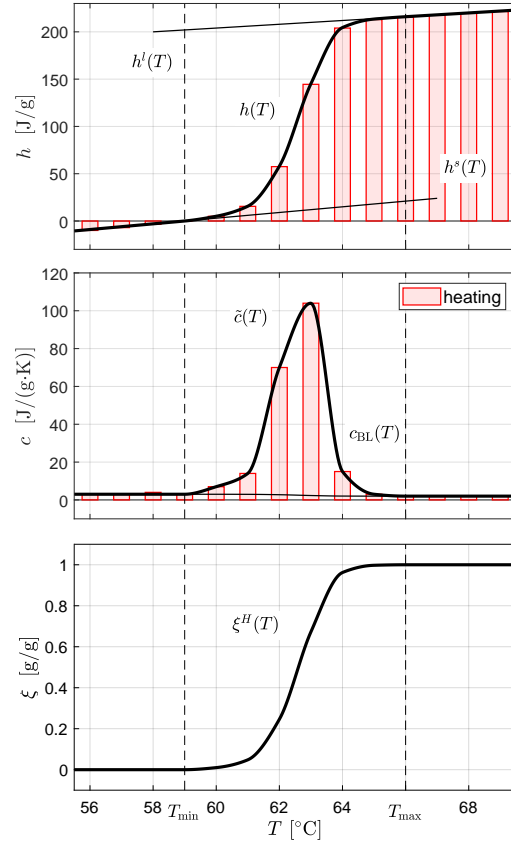 200
150
100
50
0
h [J/g]
h^l(T)
h(T)
h^s(T)
120
100
80
60
40
20
0
c [J/(g·K)]
heating
c̃(T)
c_BL(T)
1
0.8
0.6
0.4
0.2
0
ξ [g/g]
ξ^H(T)
56 T_min 60 62 64 T_max 68
T [°C]